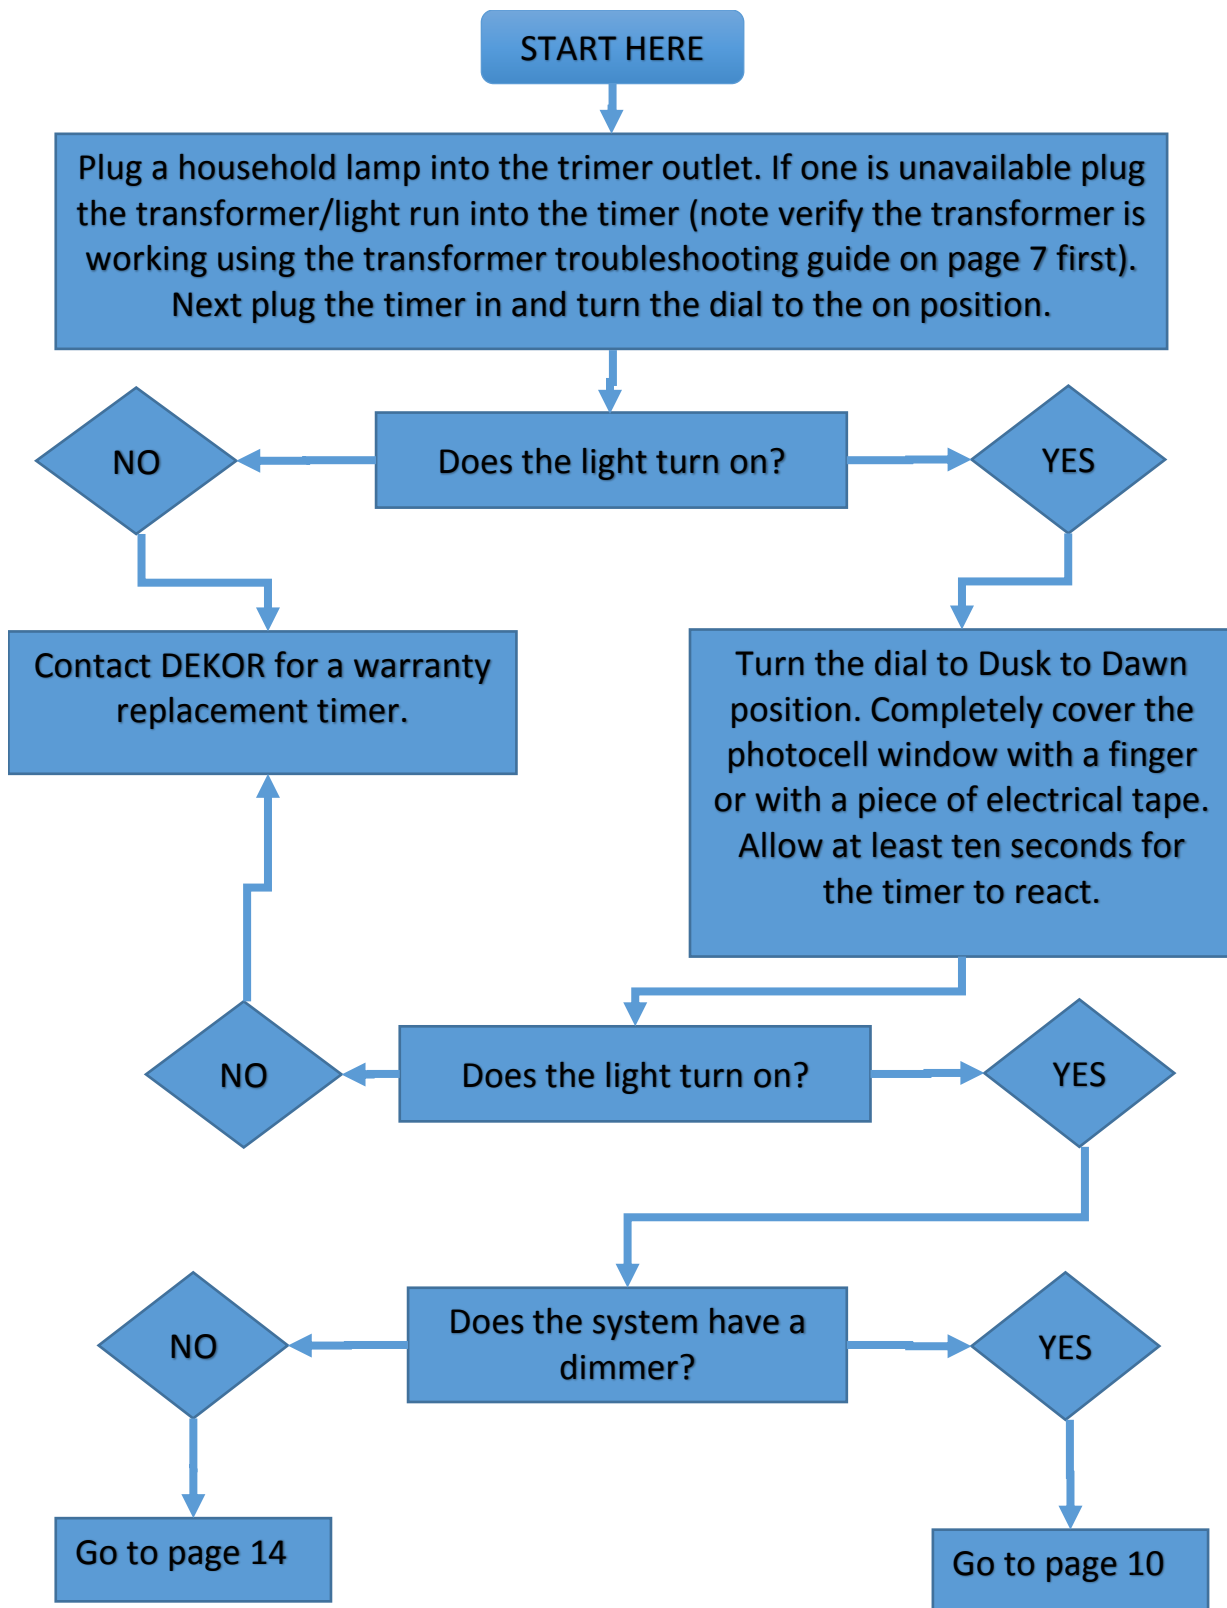 START HERE
Plug a household lamp into the trimer outlet. If one is unavailable plug
the transformer/light run into the timer (note verify the transformer is
working using the transformer troubleshooting guide on page 7 first).
Next plug the timer in and turn the dial to the on position.
NO
Does the light turn on?
YES
Contact DEKOR for a warranty
replacement timer.
Turn the dial to Dusk to Dawn
position. Completely cover the
photocell window with a finger
or with a piece of electrical tape.
Allow at least ten seconds for
the timer to react.
NO
Does the light turn on?
YES
NO
Does the system have a
dimmer?
YES
Go to page 14
Go to page 10